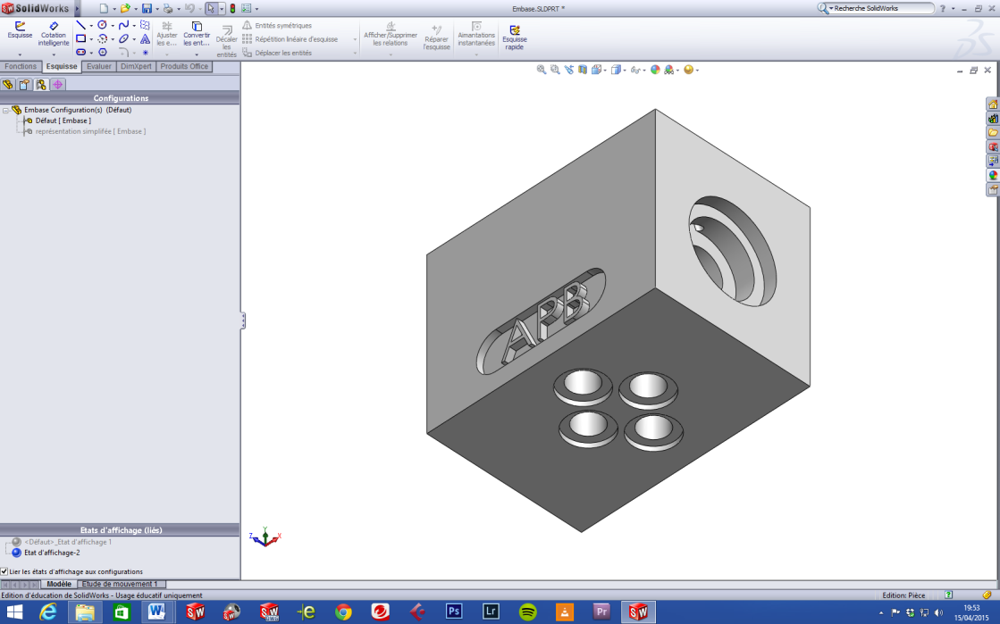 SolidWorks
Embase.SLDPRT *
Recherche SolidWorks
Esquisse
Cotation intelligente
Ajuster les e...
Convertir les ent...
Décaler les entités
Entités symétriques
Répétition linéaire d'esquisse
Déplacer les entités
Afficher/Supprimer les relations
Réparer l'esquisse
Aimantations instantanées
Esquisse rapide
Fonctions Esquisse Evaluer DimXpert Produits Office
Configurations
Embase Configuration(s) (Défaut)
Défaut [ Embase ]
représentation simplifée [ Embase ]
APB
Etats d'affichage (liés)
<Défaut>_Etat d'affichage 1
Etat d'affichage-2
Z Y X
Lier les états d'affichage aux configurations
Modèle Etude de mouvement 1
Edition d'éducation de SolidWorks - Usage éducatif uniquement
Edition: Pièce
19:53
15/04/2015